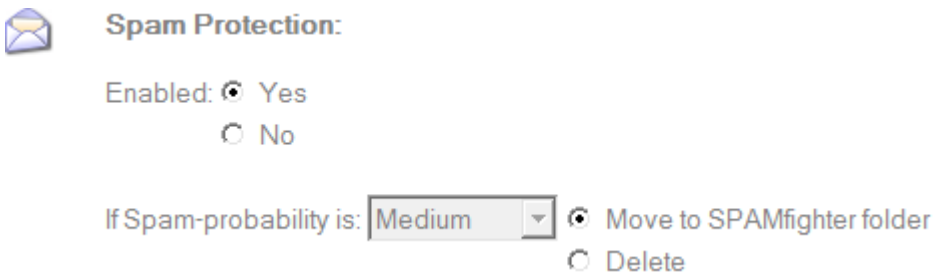 Spam Protection:
Enabled: Yes
No
If Spam-probability is: Medium Move to SPAMfighter folder
Delete